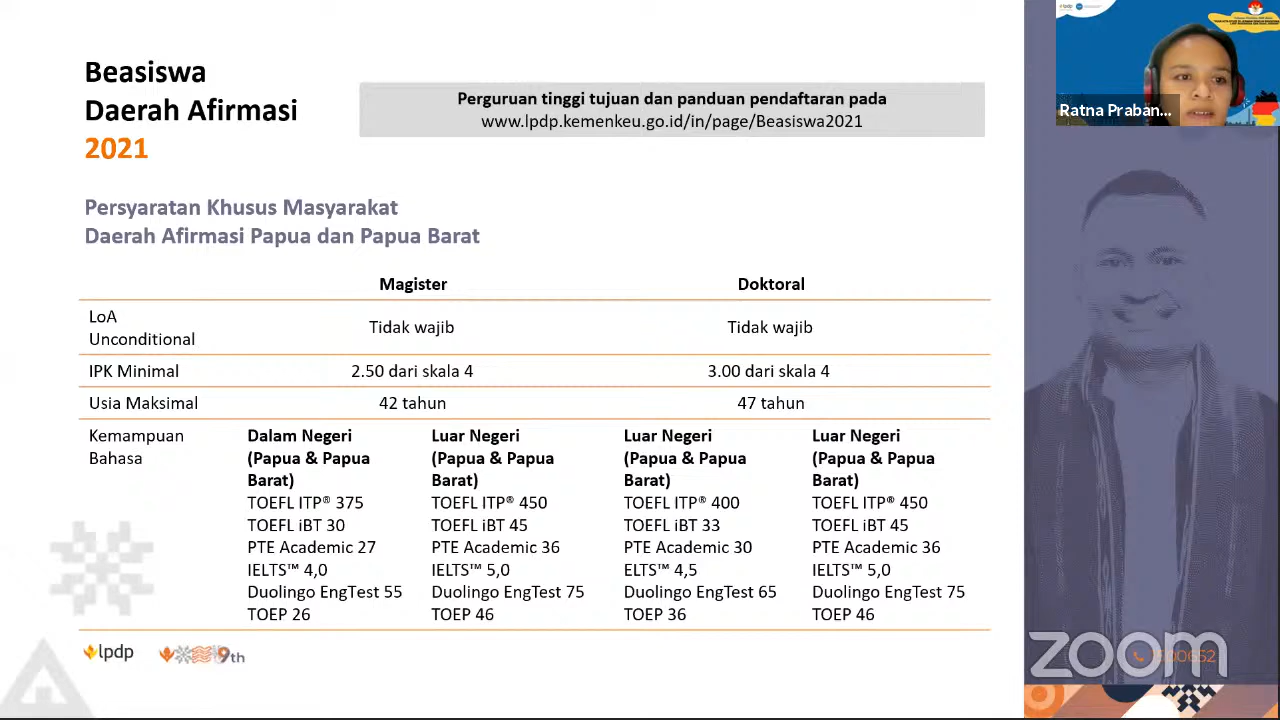 Beasiswa
Daerah Afirmasi
2021
Perguruan tinggi tujuan dan panduan pendaftaran pada
www.lpdp.kemenkeu.go.id/in/page/Beasiswa2021
Ratna Praban...
Persyaratan Khusus Masyarakat
Daerah Afirmasi Papua dan Papua Barat
Magister Doktoral
LoA
Unconditional
Tidak wajib Tidak wajib
IPK Minimal 2.50 dari skala 4 3.00 dari skala 4
Usia Maksimal 42 tahun 47 tahun
Kemampuan
Bahasa
Dalam Negeri
(Papua & Papua
Barat)
TOEFL ITP® 375
TOEFL iBT 30
PTE Academic 27
IELTS™ 4,0
Duolingo EngTest 55
TOEP 26
Luar Negeri
(Papua & Papua
Barat)
TOEFL ITP® 450
TOEFL iBT 45
PTE Academic 36
IELTS™ 5,0
Duolingo EngTest 75
TOEP 46
Luar Negeri
(Papua & Papua
Barat)
TOEFL ITP® 400
TOEFL iBT 33
PTE Academic 30
ELTS™ 4,5
Duolingo EngTest 65
TOEP 36
Luar Negeri
(Papua & Papua
Barat)
TOEFL ITP® 450
TOEFL iBT 45
PTE Academic 36
IELTS™ 5,0
Duolingo EngTest 75
TOEP 46
lpdp
9th
zoom